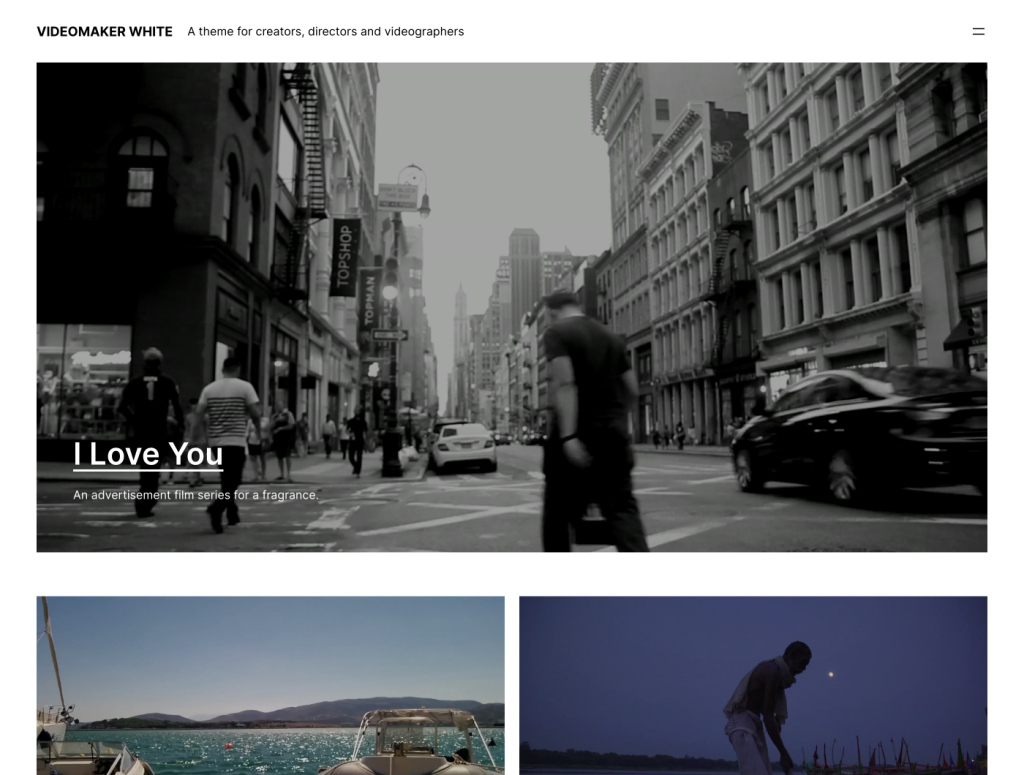 VIDEOMAKER WHITE
A theme for creators, directors and videographers
TOPSHOP
TOPMAN
I Love You
An advertisement film series for a fragrance.